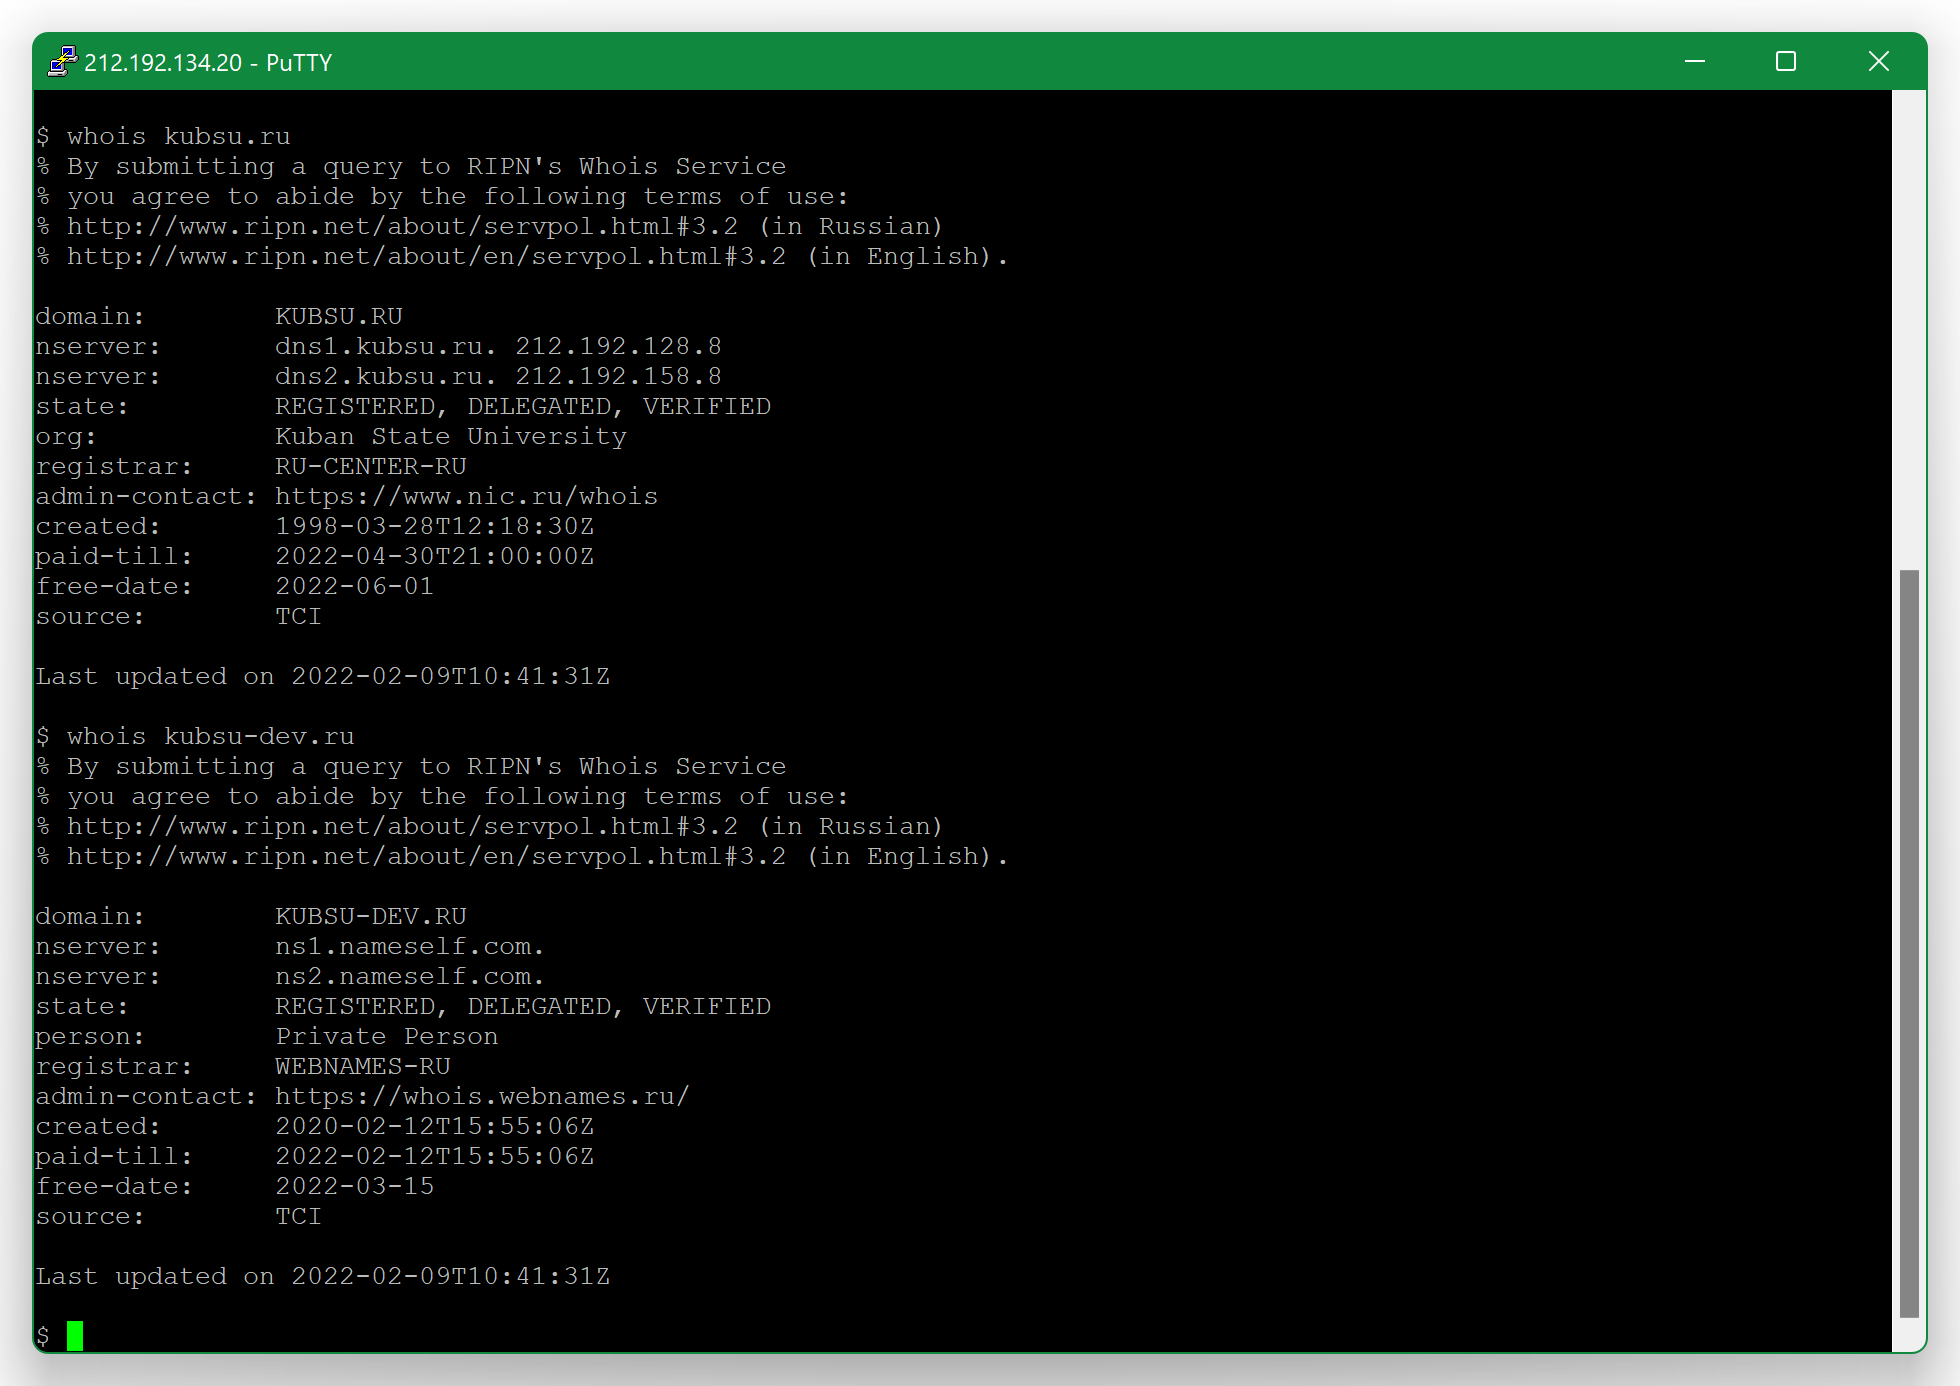 212.192.134.20 - PuTTY
$ whois kubsu.ru
% By submitting a query to RIPN's Whois Service
% you agree to abide by the following terms of use:
% http://www.ripn.net/about/servpol.html#3.2 (in Russian)
% http://www.ripn.net/about/en/servpol.html#3.2 (in English).
domain:        KUBSU.RU
nserver:       dns1.kubsu.ru. 212.192.128.8
nserver:       dns2.kubsu.ru. 212.192.158.8
state:         REGISTERED, DELEGATED, VERIFIED
org:           Kuban State University
registrar:     RU-CENTER-RU
admin-contact: https://www.nic.ru/whois
created:       1998-03-28T12:18:30Z
paid-till:     2022-04-30T21:00:00Z
free-date:     2022-06-01
source:        TCI
Last updated on 2022-02-09T10:41:31Z
$ whois kubsu-dev.ru
% By submitting a query to RIPN's Whois Service
% you agree to abide by the following terms of use:
% http://www.ripn.net/about/servpol.html#3.2 (in Russian)
% http://www.ripn.net/about/en/servpol.html#3.2 (in English).
domain:        KUBSU-DEV.RU
nserver:       ns1.nameself.com.
nserver:       ns2.nameself.com.
state:         REGISTERED, DELEGATED, VERIFIED
person:        Private Person
registrar:     WEBNAMES-RU
admin-contact: https://whois.webnames.ru/
created:       2020-02-12T15:55:06Z
paid-till:     2022-02-12T15:55:06Z
free-date:     2022-03-15
source:        TCI
Last updated on 2022-02-09T10:41:31Z
$